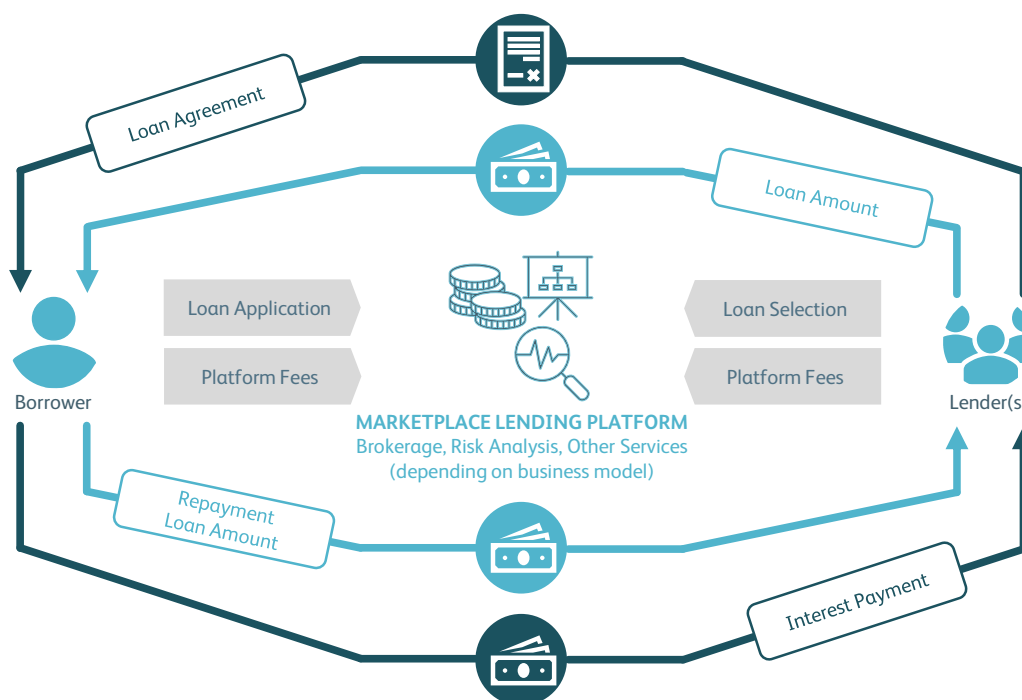 Loan Agreement
Loan Amount
Loan Application
Loan Selection
Platform Fees
Platform Fees
Borrower
Lender(s
MARKETPLACE LENDING PLATFORM
Brokerage, Risk Analysis, Other Services
(depending on business model)
Repayment
Loan Amount
Interest Payment